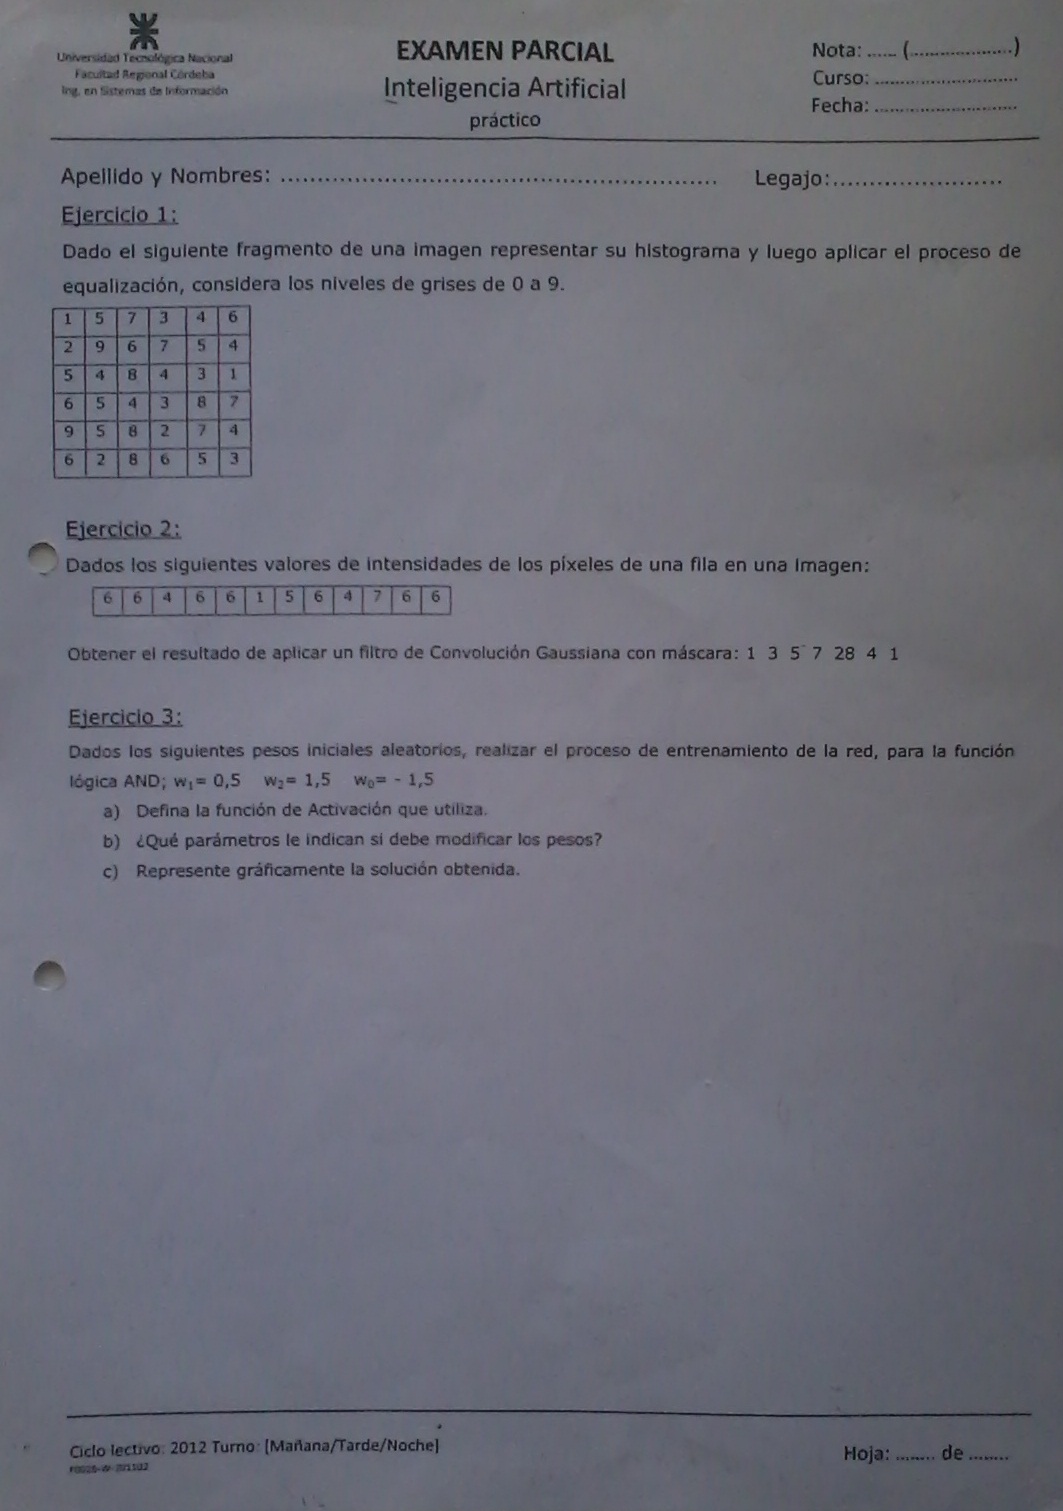 Universidad Tecnológica Nacional
Facultad Regional Córdoba
Ing. en Sistemas de Información
EXAMEN PARCIAL
Inteligencia Artificial
práctico
Nota: ...... (....................)
Curso: ............................
Fecha: ............................
Apellido y Nombres: ............................................................ Legajo:........................
Ejercicio 1:
Dado el siguiente fragmento de una imagen representar su histograma y luego aplicar el proceso de
equalización, considera los niveles de grises de 0 a 9.
1 5 7 3 4 6
2 9 6 7 5 4
5 4 8 4 3 1
6 5 4 3 8 7
9 5 8 2 7 4
6 2 8 6 5 3
Ejercicio 2:
Dados los siguientes valores de intensidades de los píxeles de una fila en una imagen:
6 6 4 6 6 1 5 6 4 7 6 6
Obtener el resultado de aplicar un filtro de Convolución Gaussiana con máscara: 1 3 5 7 28 4 1
Ejercicio 3:
Dados los siguientes pesos iniciales aleatorios, realizar el proceso de entrenamiento de la red, para la función
lógica AND; w₁= 0,5 w₂= 1,5 w₀= - 1,5
a) Defina la función de Activación que utiliza.
b) ¿Qué parámetros le indican si debe modificar los pesos?
c) Represente gráficamente la solución obtenida.
Ciclo lectivo: 2012 Turno: [Mañana/Tarde/Noche]
Hoja: ........ de ........